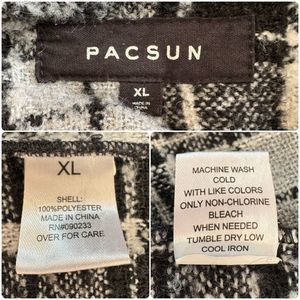 PACSUN
XL
MADE IN
CHINA
XL
SHELL:
100%POLYESTER
MADE IN CHINA
RN#090233
OVER FOR CARE
MACHINE WASH
COLD
WITH LIKE COLORS
ONLY NON-CHLORINE
BLEACH
WHEN NEEDED
TUMBLE DRY LOW
COOL IRON